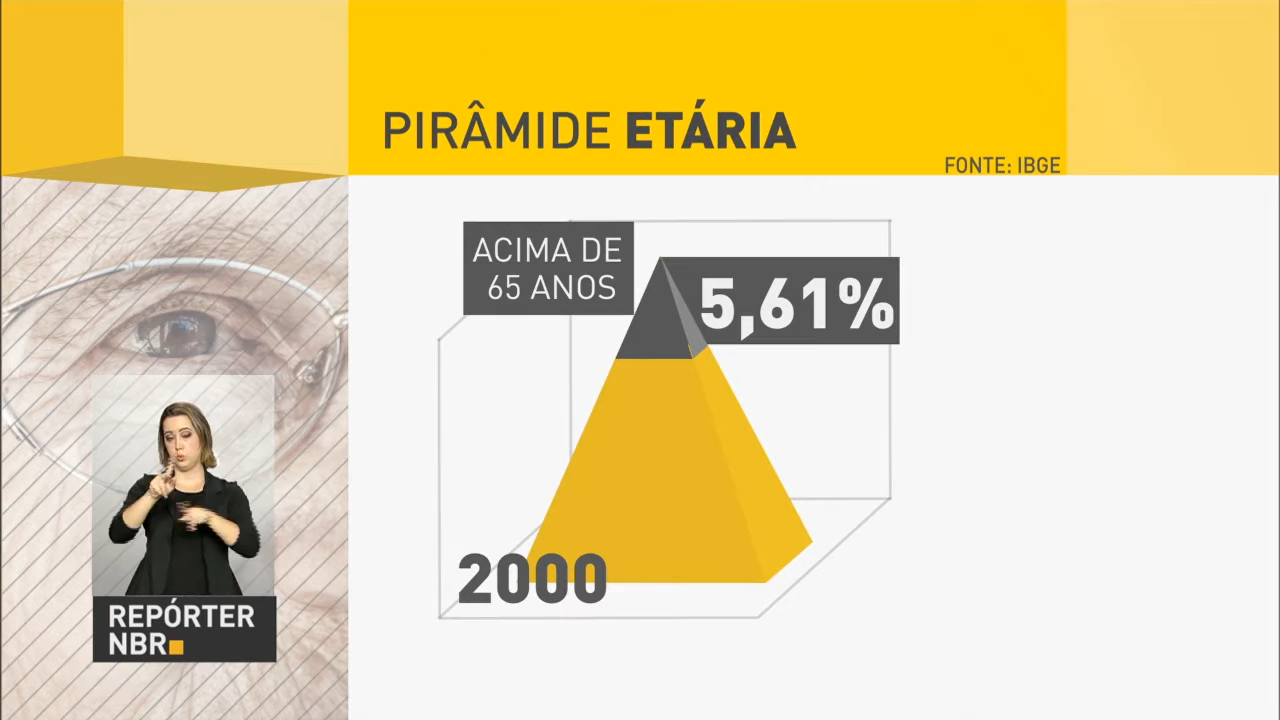 PIRÂMIDE ETÁRIA
FONTE: IBGE
ACIMA DE
65 ANOS
5,61%
2000
REPÓRTER
NBR